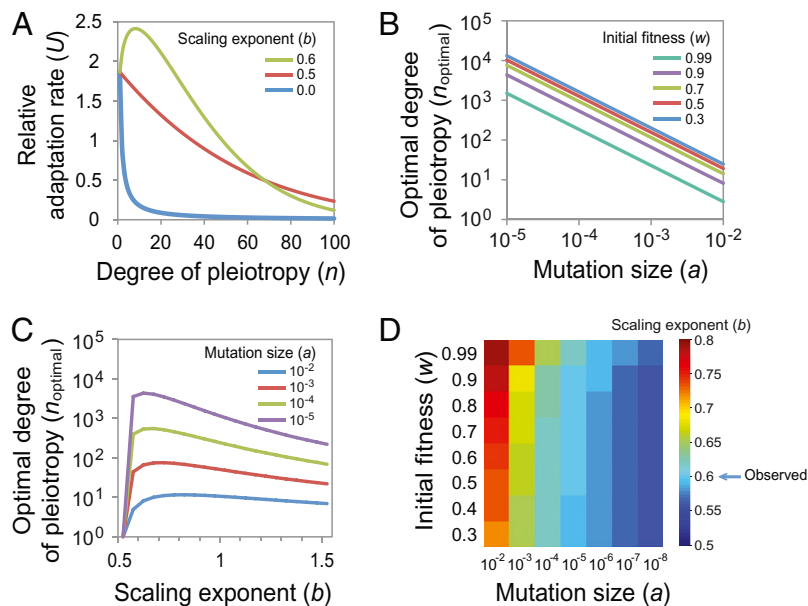 A
Relative
adaptation rate (U)
2.5
2
1.5
1
0.5
0
0 20 40 60 80 100
Degree of pleiotropy (n)
Scaling exponent (b)
0.6
0.5
0.0
B
Optimal degree
of pleiotropy (noptimal)
10^5
10^4
10^3
10^2
10^1
10^0
10^-5 10^-4 10^-3 10^-2
Mutation size (a)
Initial fitness (w)
0.99
0.9
0.7
0.5
0.3
C
Optimal degree
of pleiotropy (noptimal)
10^5
10^4
10^3
10^2
10^1
10^0
0.5 1 1.5
Scaling exponent (b)
Mutation size (a)
10^-2
10^-3
10^-4
10^-5
D
Initial fitness (w)
0.99
0.9
0.8
0.7
0.6
0.5
0.4
0.3
10^-2 10^-3 10^-4 10^-5 10^-6 10^-7 10^-8
Mutation size (a)
Scaling exponent (b)
0.8
0.75
0.7
0.65
0.6
0.55
0.5
Observed